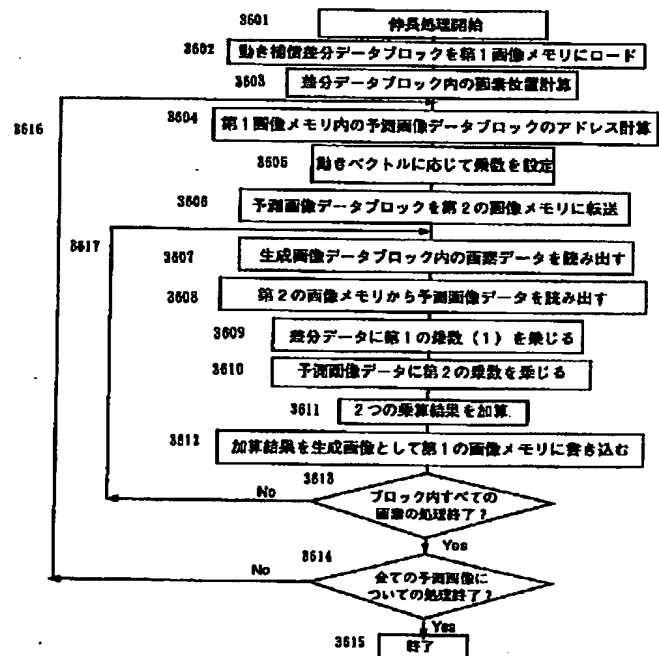 3601 伸長処理開始
3602 動き補償差分データブロックを第1画像メモリにロード
3603 差分データブロック内の画素位置計算
3616
3604 第1画像メモリ内の予測画像データブロックのアドレス計算
3605 動きベクトルに応じて乗数を設定
3606 予測画像データブロックを第2の画像メモリに転送
3617
3607 生成画像データブロック内の画素データを読み出す
3608 第2の画像メモリから予測画像データを読み出す
3609 差分データに第1の乗数(1)を乗じる
3610 予測画像データに第2の乗数を乗じる
3611 2つの乗算結果を加算.
3612 加算結果を生成画像として第1の画像メモリに書き込む
3613
No
ブロック内すべての
画素の処理終了?
Yes
3614
No
全ての予測画像に
ついての処理終了?
Yes
3615 終了